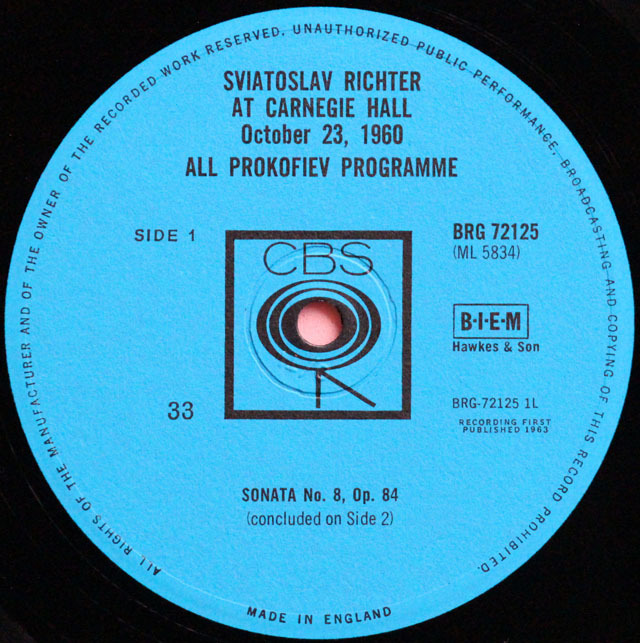 ALL RIGHTS OF THE MANUFACTURER AND OF THE OWNER OF THE RECORDED WORK RESERVED, UNAUTHORIZED PUBLIC PERFORMANCE, BROADCASTING AND COPYING OF THIS RECORD PROHIBITED.
SVIATOSLAV RICHTER
AT CARNEGIE HALL
October 23, 1960
ALL PROKOFIEV PROGRAMME
SIDE 1
BRG 72125
(ML 5834)
CBS
B·I·E·M
Hawkes & Son
33
BRG-72125 1L
RECORDING FIRST
PUBLISHED 1963
SONATA No. 8, Op. 84
(concluded on Side 2)
MADE IN ENGLAND